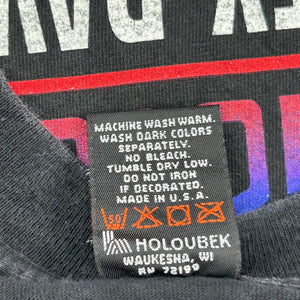 MACHINE WASH WARM.
WASH DARK COLORS
SEPARATELY.
NO BLEACH.
TUMBLE DRY LOW.
DO NOT IRON
IF DECORATED.
MADE IN U.S.A.
50
HOLOUBEK
WAUKESHA, WI
RN 72199